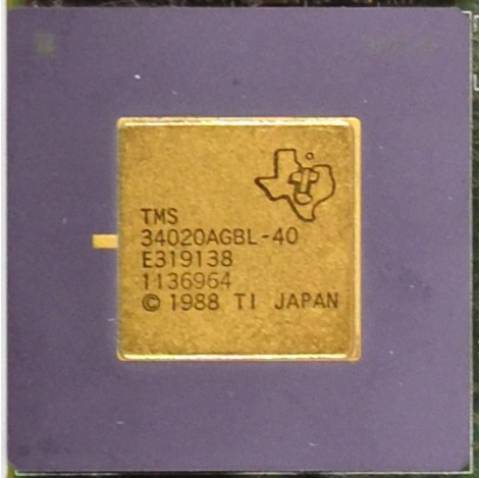 TMS
34020AGBL-40
E319138
1136964
© 1988 TI JAPAN